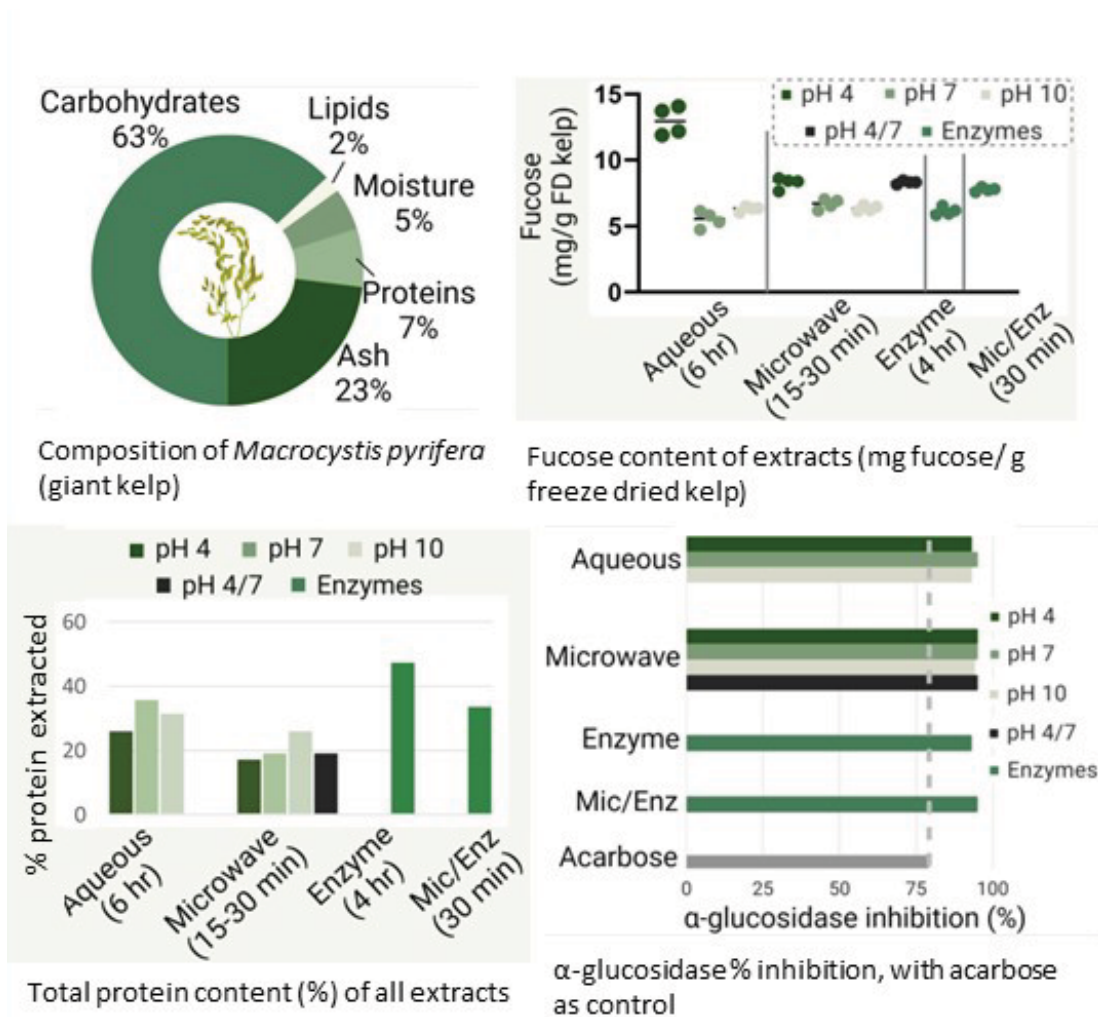 Carbohydrates
63%
Lipids
2%
Moisture
5%
Proteins
7%
Ash
23%
Composition of Macrocystis pyrifera
(giant kelp)
Fucose
(mg/g FD kelp)
15
10
5
0
pH 4 pH 7 pH 10
pH 4/7 Enzymes
Aqueous
(6 hr)
Microwave
(15-30 min)
Enzyme
(4 hr)
Mic/Enz
(30 min)
Fucose content of extracts (mg fucose/ g
freeze dried kelp)
pH 4 pH 7 pH 10
pH 4/7 Enzymes
% protein extracted
60
40
20
0
Aqueous
(6 hr)
Microwave
(15-30 min)
Enzyme
(4 hr)
Mic/Enz
(30 min)
Total protein content (%) of all extracts
Aqueous
Microwave
Enzyme
Mic/Enz
Acarbose
pH 4
pH 7
pH 10
pH 4/7
Enzymes
0 25 50 75 100
α-glucosidase inhibition (%)
α-glucosidase % inhibition, with acarbose
as control